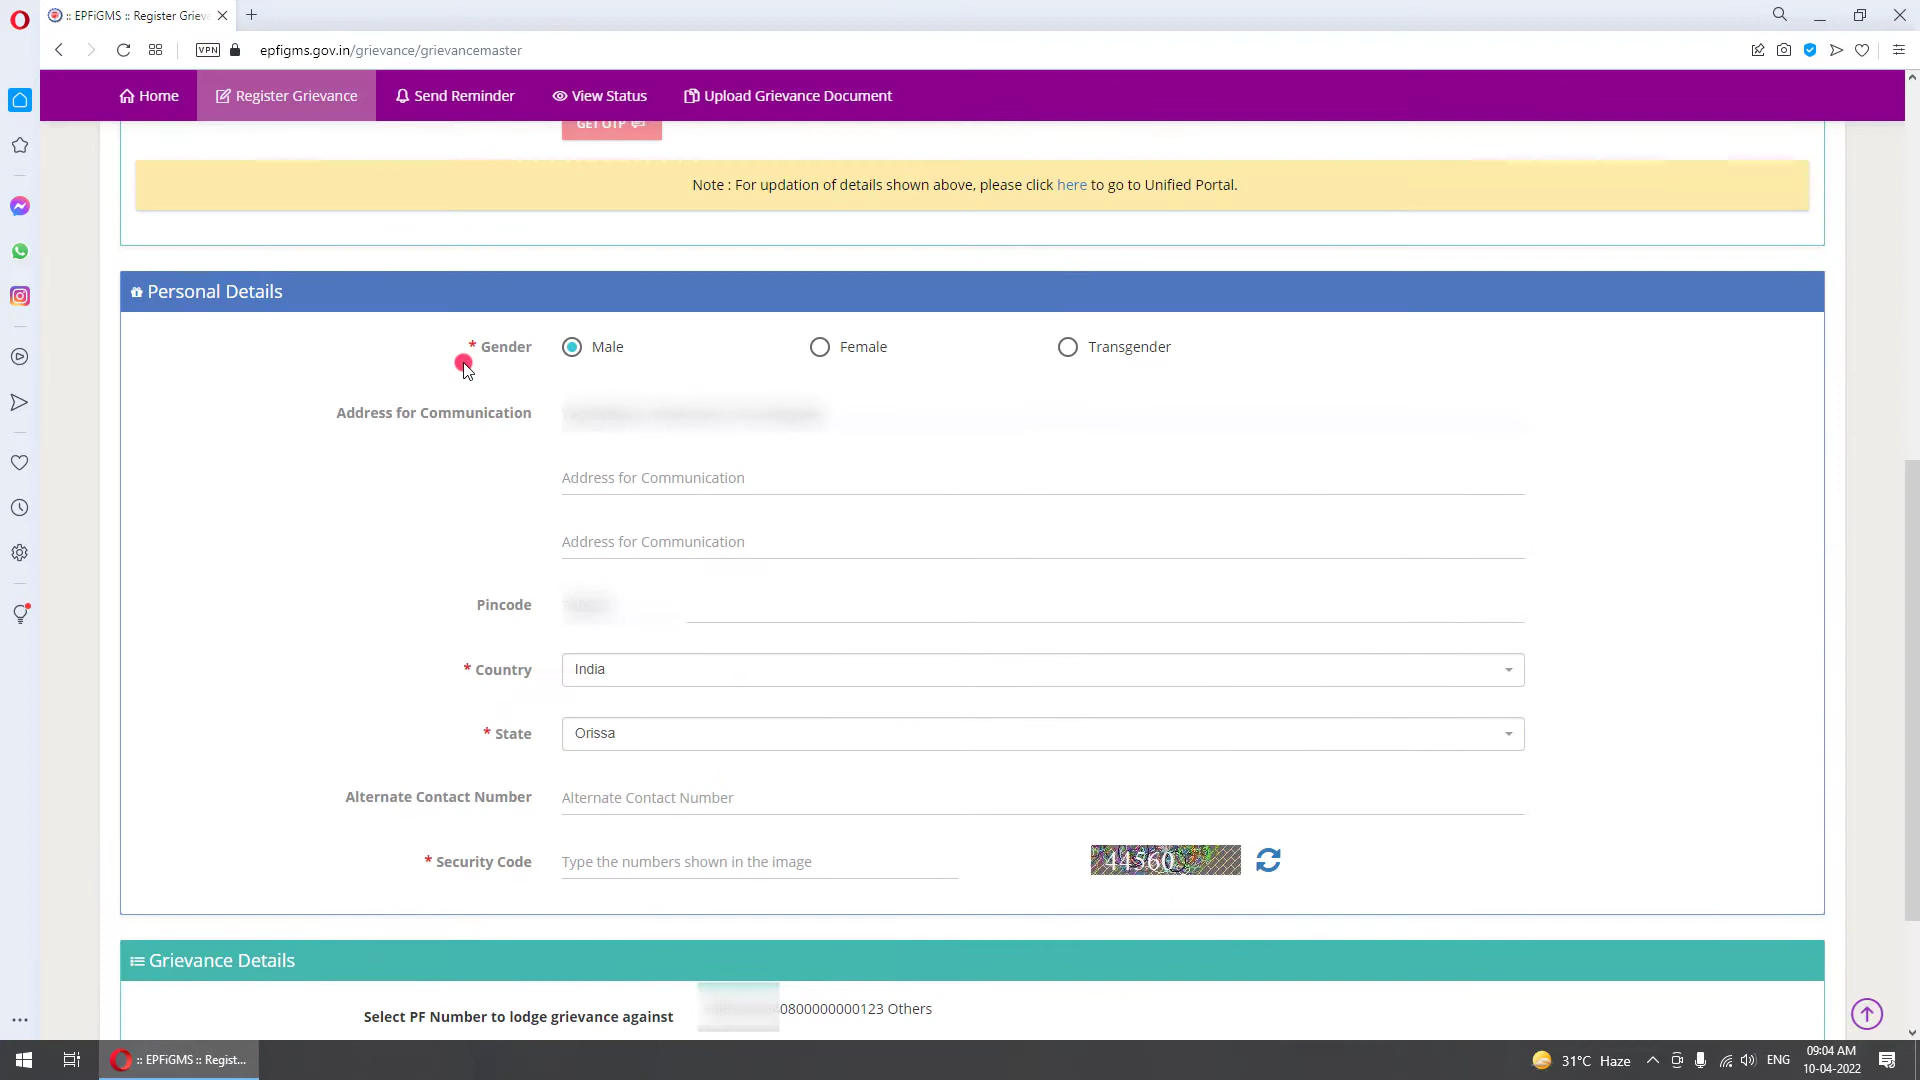 :: EPFiGMS :: Register Grieva
VPN epfigms.gov.in/grievance/grievancemaster
Home Register Grievance Send Reminder View Status Upload Grievance Document
GET OTP
Note : For updation of details shown above, please click here to go to Unified Portal.
Personal Details
* Gender Male Female Transgender
Address for Communication
Address for Communication
Address for Communication
Pincode
* Country India
* State Orissa
Alternate Contact Number Alternate Contact Number
* Security Code Type the numbers shown in the image 44560
Grievance Details
Select PF Number to lodge grievance against 0800000000123 Others
:: EPFiGMS :: Regist... 31°C Haze ENG 09:04 AM
10-04-2022